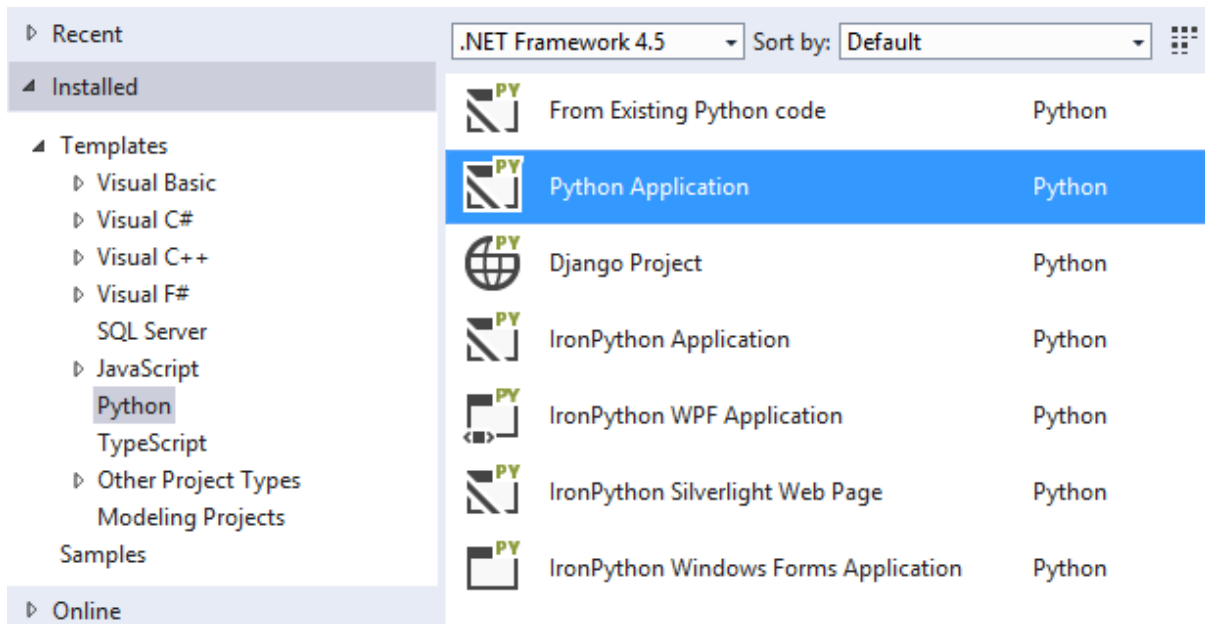 Recent
Installed
Templates
Visual Basic
Visual C#
Visual C++
Visual F#
SQL Server
JavaScript
Python
TypeScript
Other Project Types
Modeling Projects
Samples
Online
.NET Framework 4.5 Sort by: Default
PY From Existing Python code Python
PY Python Application Python
PY Django Project Python
PY IronPython Application Python
PY IronPython WPF Application Python
PY IronPython Silverlight Web Page Python
PY IronPython Windows Forms Application Python